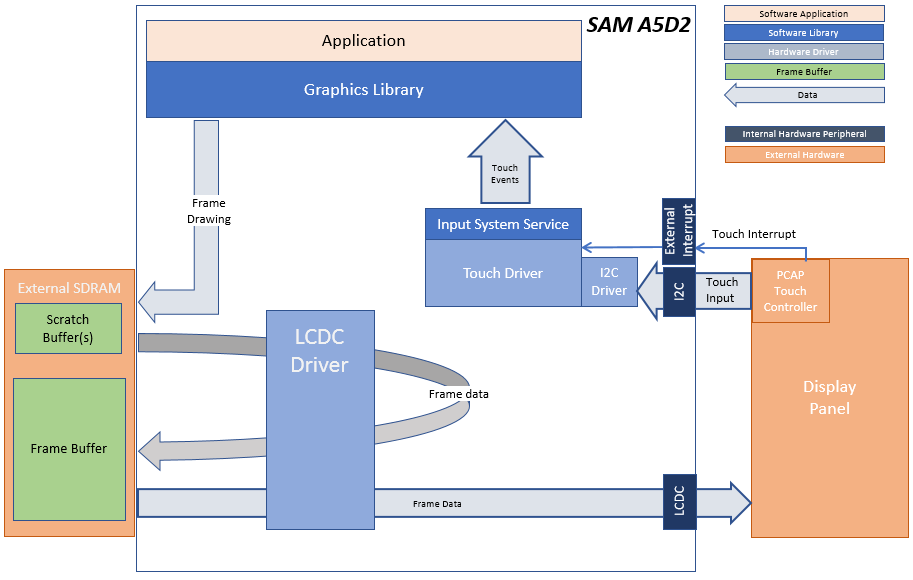 SAM A5D2
Application
Graphics Library
Software Application
Software Library
Hardware Driver
Frame Buffer
Data
Internal Hardware Peripheral
External Hardware
Touch
Events
Frame
Drawing
Input System Service
Touch Driver
I2C
Driver
External
Interrupt
I2C
Touch Interrupt
Touch
Input
PCAP
Touch
Controller
Display
Panel
External SDRAM
Scratch
Buffer(s)
Frame Buffer
LCDC
Driver
Frame data
Frame Data
LCDC